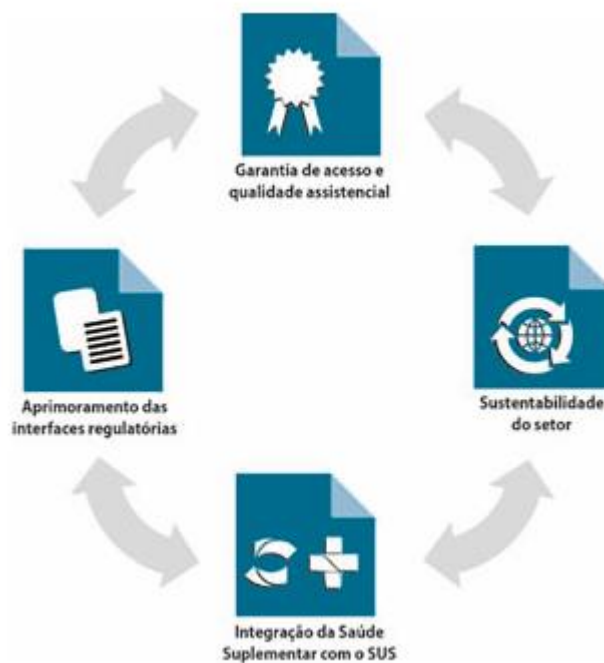 Garantia de acesso e
qualidade assistencial
Aprimoramento das
interfaces regulatórias
Sustentabilidade
do setor
Integração da Saúde
Suplementar com o SUS